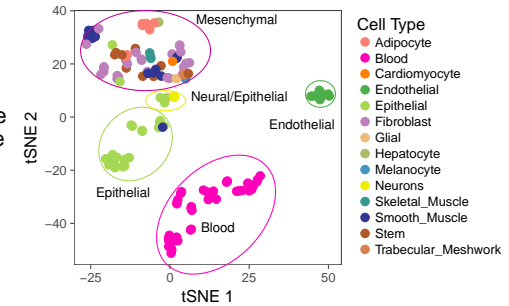 40
20
0
−20
−40
−25
0
25
50
tSNE 2
tSNE 1
Mesenchymal
Neural/Epithelial
Endothelial
Epithelial
Blood
Cell Type
Adipocyte
Blood
Cardiomyocyte
Endothelial
Epithelial
Fibroblast
Glial
Hepatocyte
Melanocyte
Neurons
Skeletal_Muscle
Smooth_Muscle
Stem
Trabecular_Meshwork